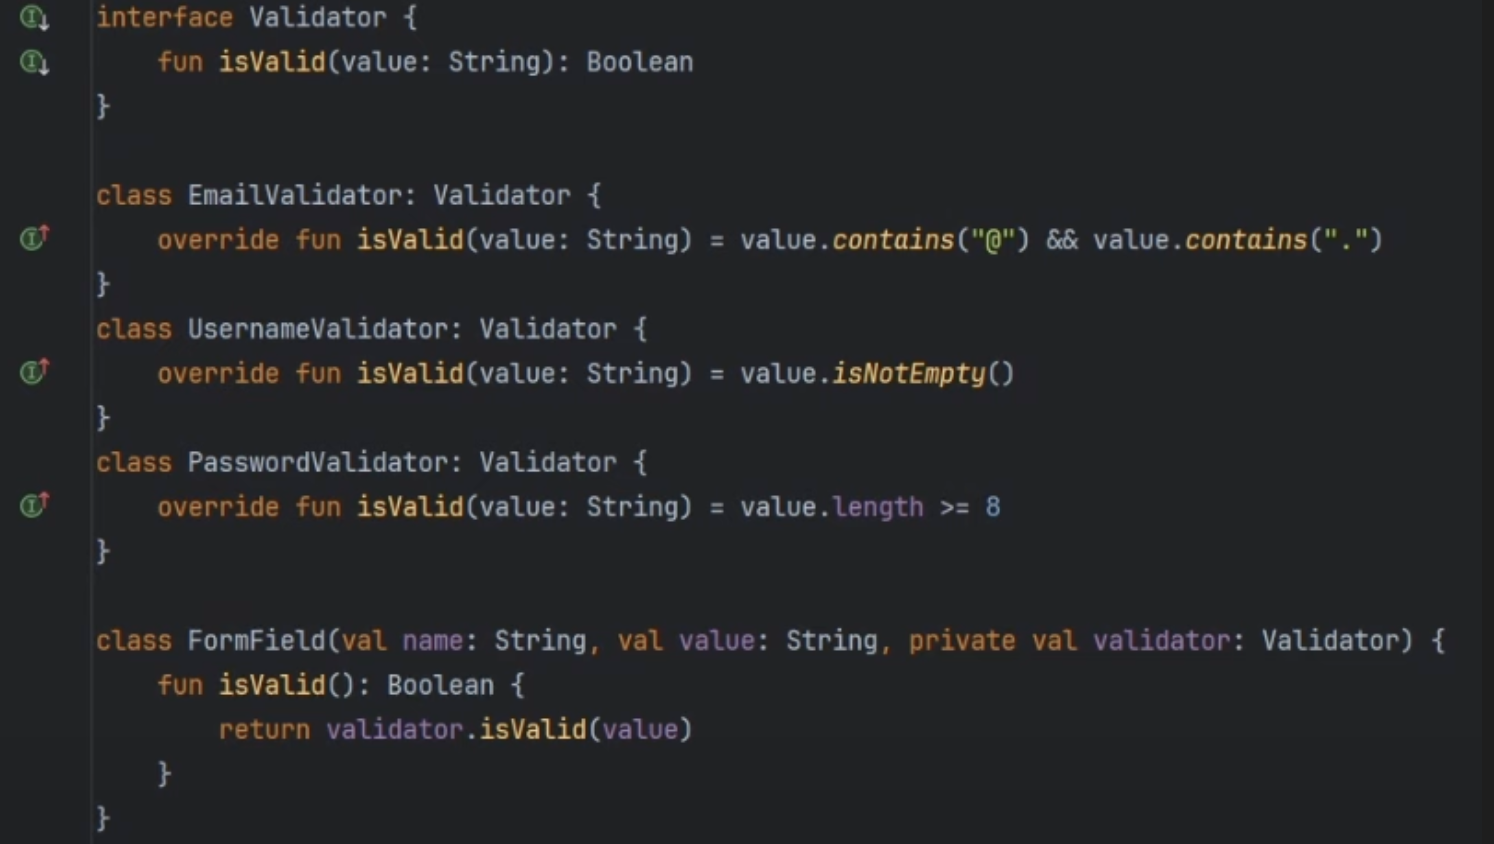 interface Validator {
    fun isValid(value: String): Boolean
}

class EmailValidator: Validator {
    override fun isValid(value: String) = value.contains("@") && value.contains(".")
}
class UsernameValidator: Validator {
    override fun isValid(value: String) = value.isNotEmpty()
}
class PasswordValidator: Validator {
    override fun isValid(value: String) = value.length >= 8
}

class FormField(val name: String, val value: String, private val validator: Validator) {
    fun isValid(): Boolean {
        return validator.isValid(value)
    }
}